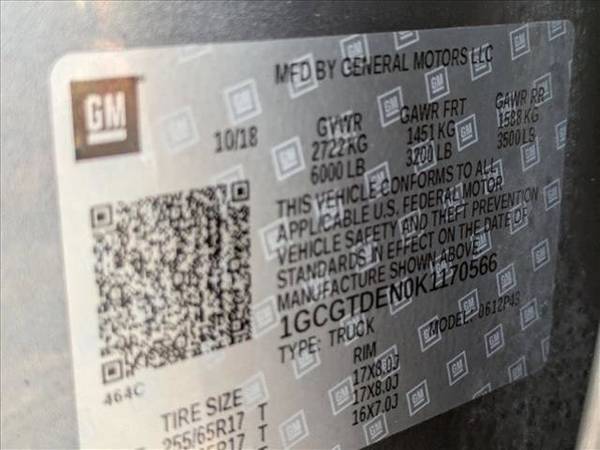 GM
MFD BY GENERAL MOTORS LLC
10/18
GVWR GAWR FRT GAWR RR
2722 KG 1451 KG 1588 KG
6000 LB 3200 LB 3500 LB
THIS VEHICLE CONFORMS TO ALL
APPLICABLE U.S. FEDERAL MOTOR
VEHICLE SAFETY AND THEFT PREVENTION
STANDARDS IN EFFECT ON THE DATE OF
MANUFACTURE SHOWN ABOVE
1GCGTDEN0K1170566
TYPE: TRUCK MODEL: 0612P43
464C
TIRE SIZE RIM
255/65R17 T 17X8.0J
R17 T 17X8.0J
16X7.0J